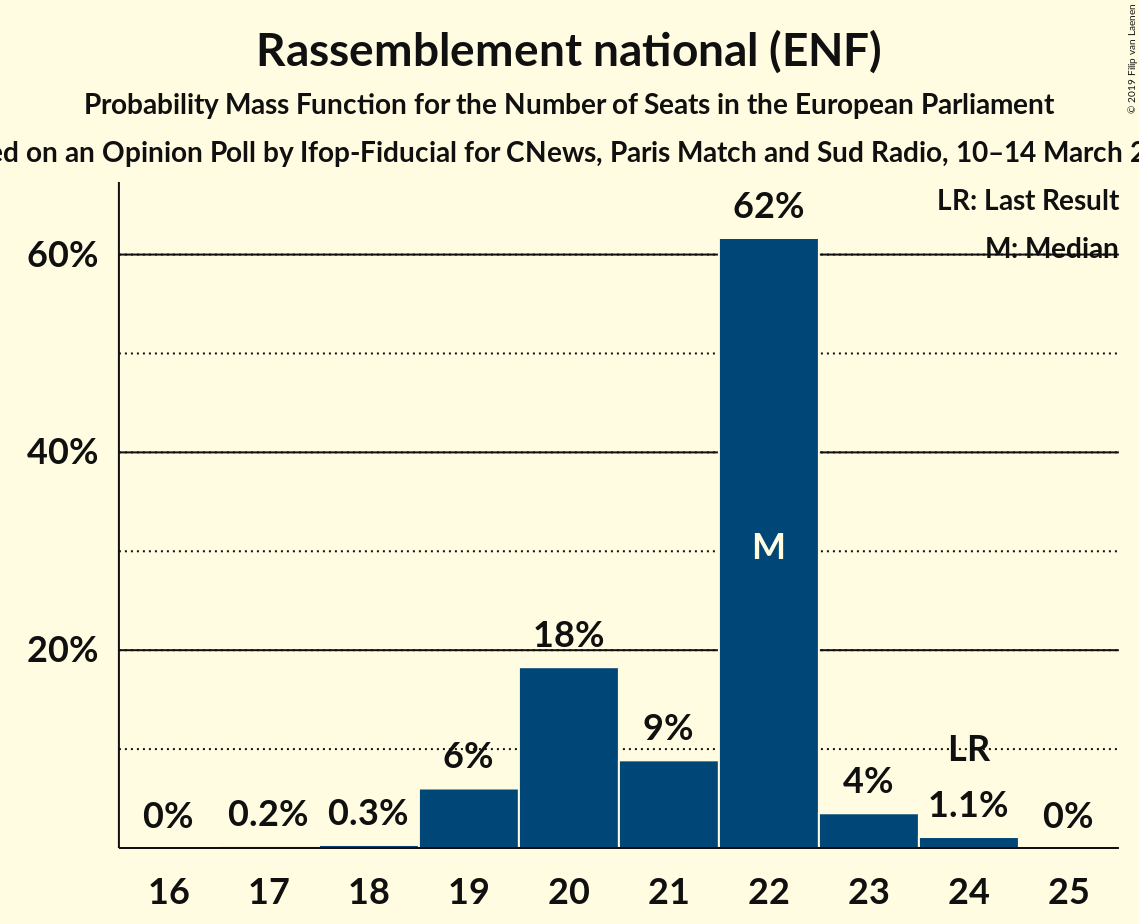 Rassemblement national (ENF)
Probability Mass Function for the Number of Seats in the European Parliament
on an Opinion Poll by Ifop-Fiducial for CNews, Paris Match and Sud Radio, 10–14 March
© 2019 Filip van Laenen
LR: Last Result
M: Median
60%
40%
20%
0%
0.2%
0.3%
6%
18%
9%
62%
M
4%
LR
1.1%
0%
16 17 18 19 20 21 22 23 24 25